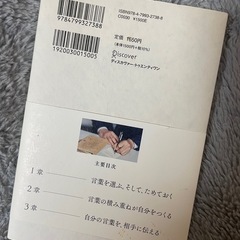 ISBN978-4-7993-2738-8
C0030 ¥1600E
定価 1600円
(本体1600円+税10%)
Discover
ディスカヴァー・トゥエンティワン
9784799327388
1920030015005
主要目次
1章 言葉を選ぶ、そして、ためておく
2章 言葉の積み重ねが自分をつくる
3章 自分の言葉を、相手に伝える